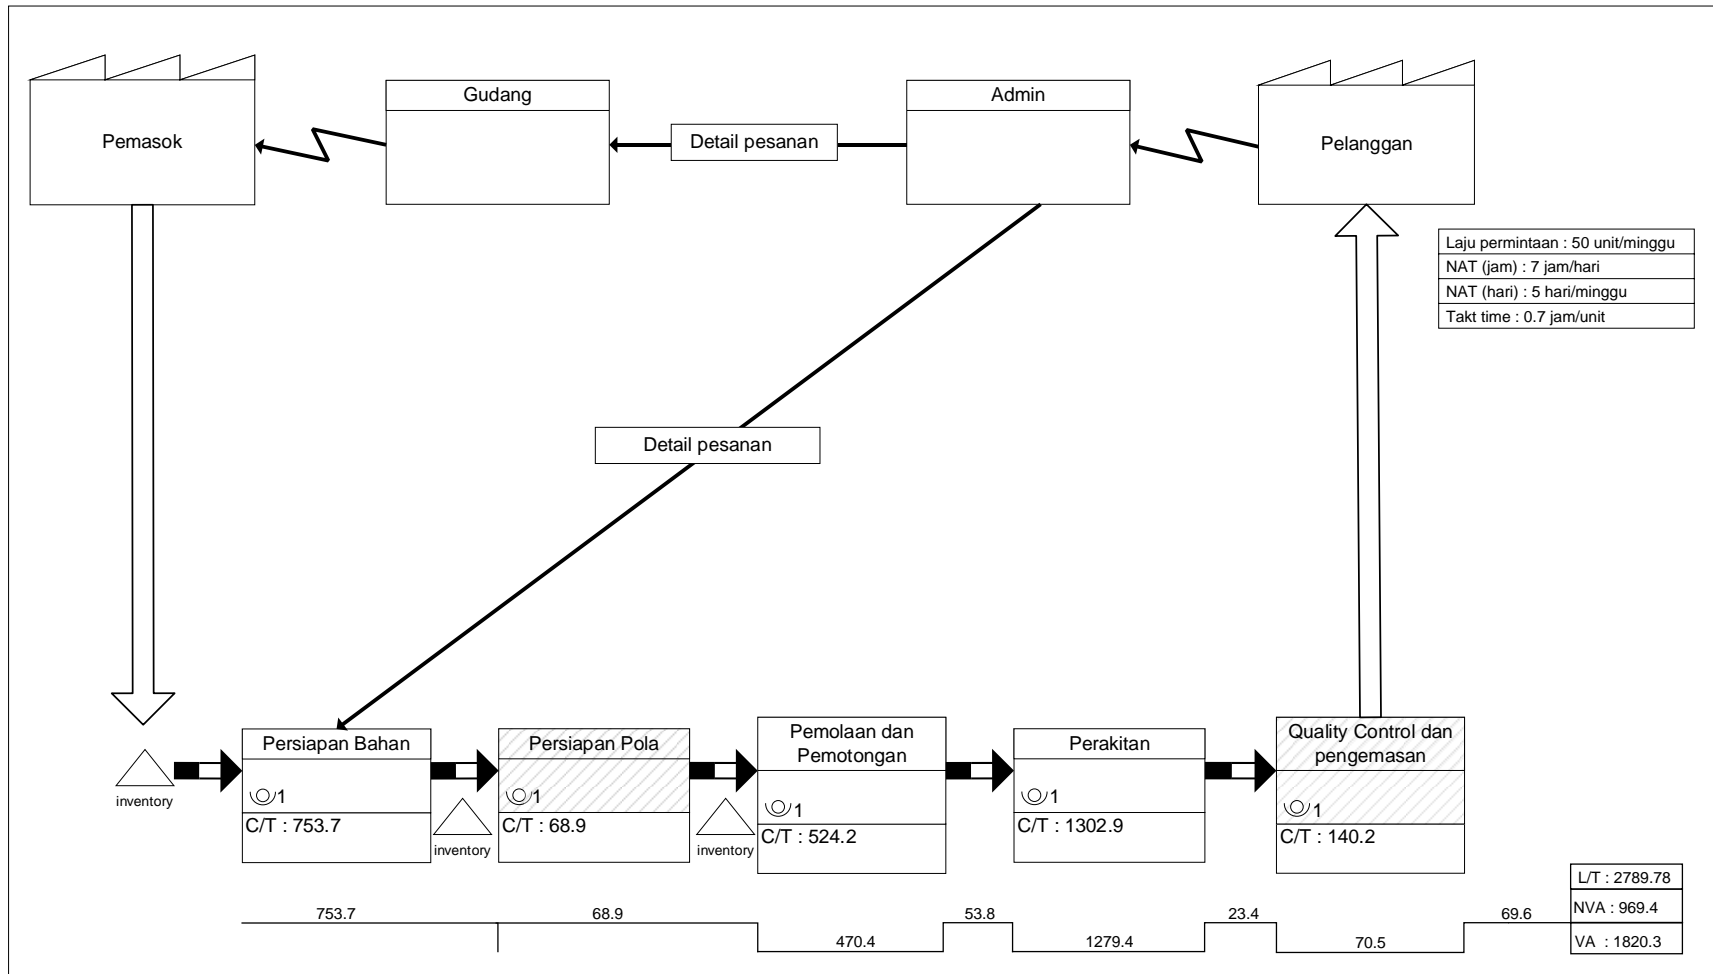 Pemasok
Gudang
Detail pesanan
Admin
Pelanggan
Laju permintaan : 50 unit/minggu
NAT (jam) : 7 jam/hari
NAT (hari) : 5 hari/minggu
Takt time : 0.7 jam/unit
Detail pesanan
inventory
Persiapan Bahan
1
C/T : 753.7
inventory
Persiapan Pola
1
C/T : 68.9
inventory
Pemolaan dan
Pemotongan
1
C/T : 524.2
Perakitan
1
C/T : 1302.9
Quality Control dan
pengemasan
1
C/T : 140.2
753.7
68.9
470.4
53.8
1279.4
23.4
70.5
69.6
L/T : 2789.78
NVA : 969.4
VA : 1820.3